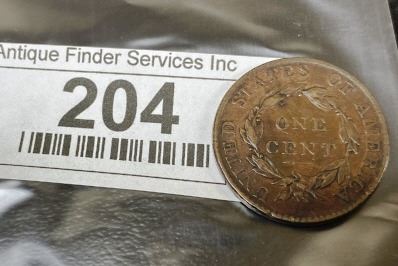 Antique Finder Services Inc
204
UNITED STATES OF AMERICA
ONE
CENT